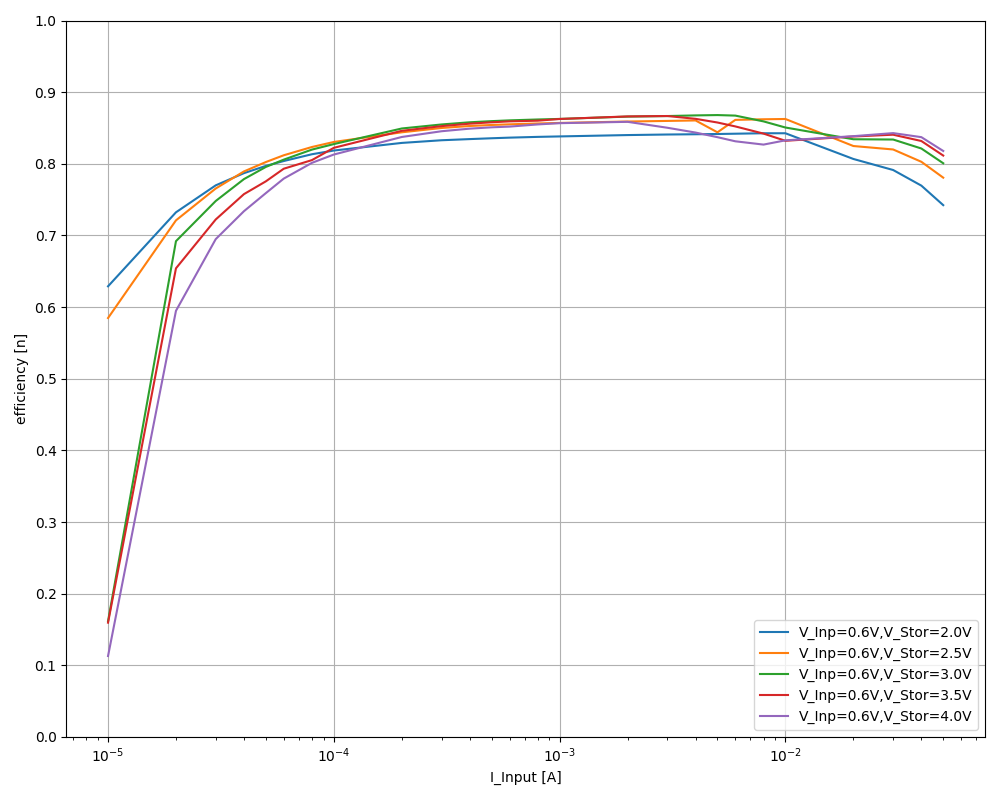 1.0
0.9
0.8
0.7
0.6
0.5
0.4
0.3
0.2
0.1
0.0
efficiency [n]
10⁻⁵ 10⁻⁴ 10⁻³ 10⁻²
I_Input [A]
V_Inp=0.6V,V_Stor=2.0V
V_Inp=0.6V,V_Stor=2.5V
V_Inp=0.6V,V_Stor=3.0V
V_Inp=0.6V,V_Stor=3.5V
V_Inp=0.6V,V_Stor=4.0V